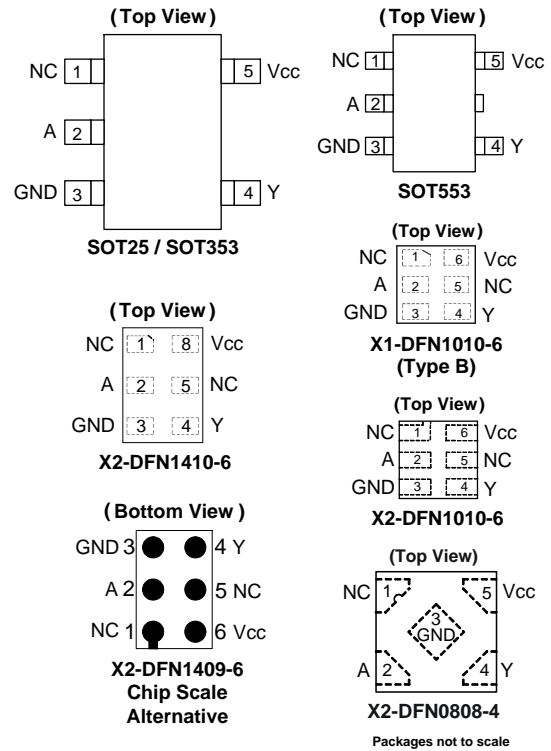 (Top View)
NC 1 5 Vcc
A 2
GND 3 4 Y
SOT25 / SOT353
(Top View)
NC 1 5 Vcc
A 2
GND 3 4 Y
SOT553
(Top View)
NC 1 6 Vcc
A 2 5 NC
GND 3 4 Y
X1-DFN1010-6
(Type B)
(Top View)
NC 1 8 Vcc
A 2 5 NC
GND 3 4 Y
X2-DFN1410-6
(Top View)
NC 1 6 Vcc
A 2 5 NC
GND 3 4 Y
X2-DFN1010-6
(Bottom View)
GND 3 4 Y
A 2 5 NC
NC 1 6 Vcc
X2-DFN1409-6
Chip Scale
Alternative
(Top View)
NC 1 5 Vcc
3
GND
A 2 4 Y
X2-DFN0808-4
Packages not to scale